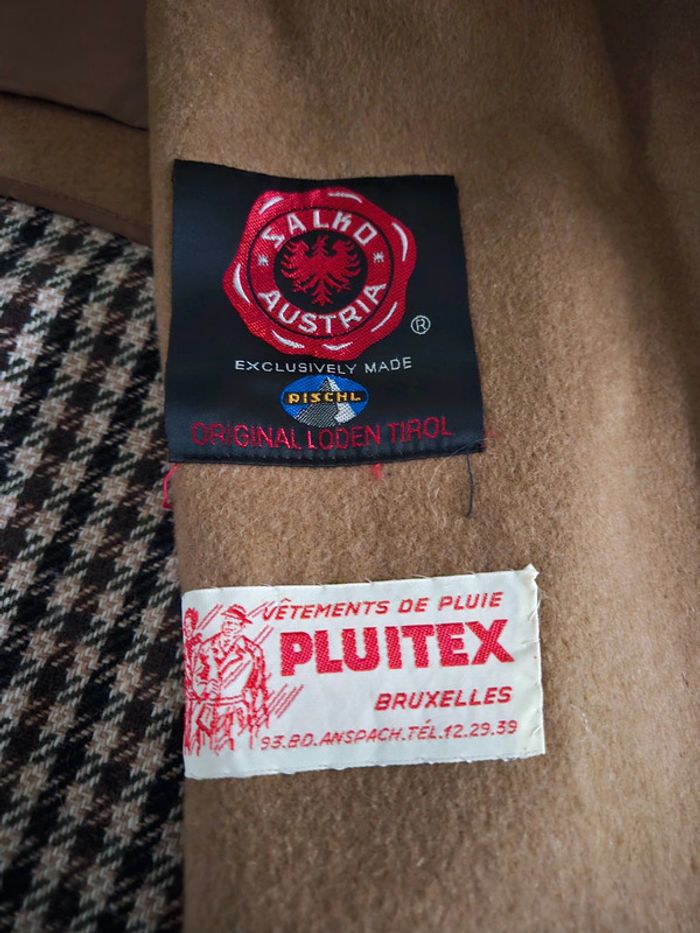 SALKO
AUSTRIA
®
EXCLUSIVELY MADE
PISCHL
ORIGINAL LODEN TIROL
VÊTEMENTS DE PLUIE
PLUITEX
BRUXELLES
93.BD.ANSPACH.TÉL.12.29.39